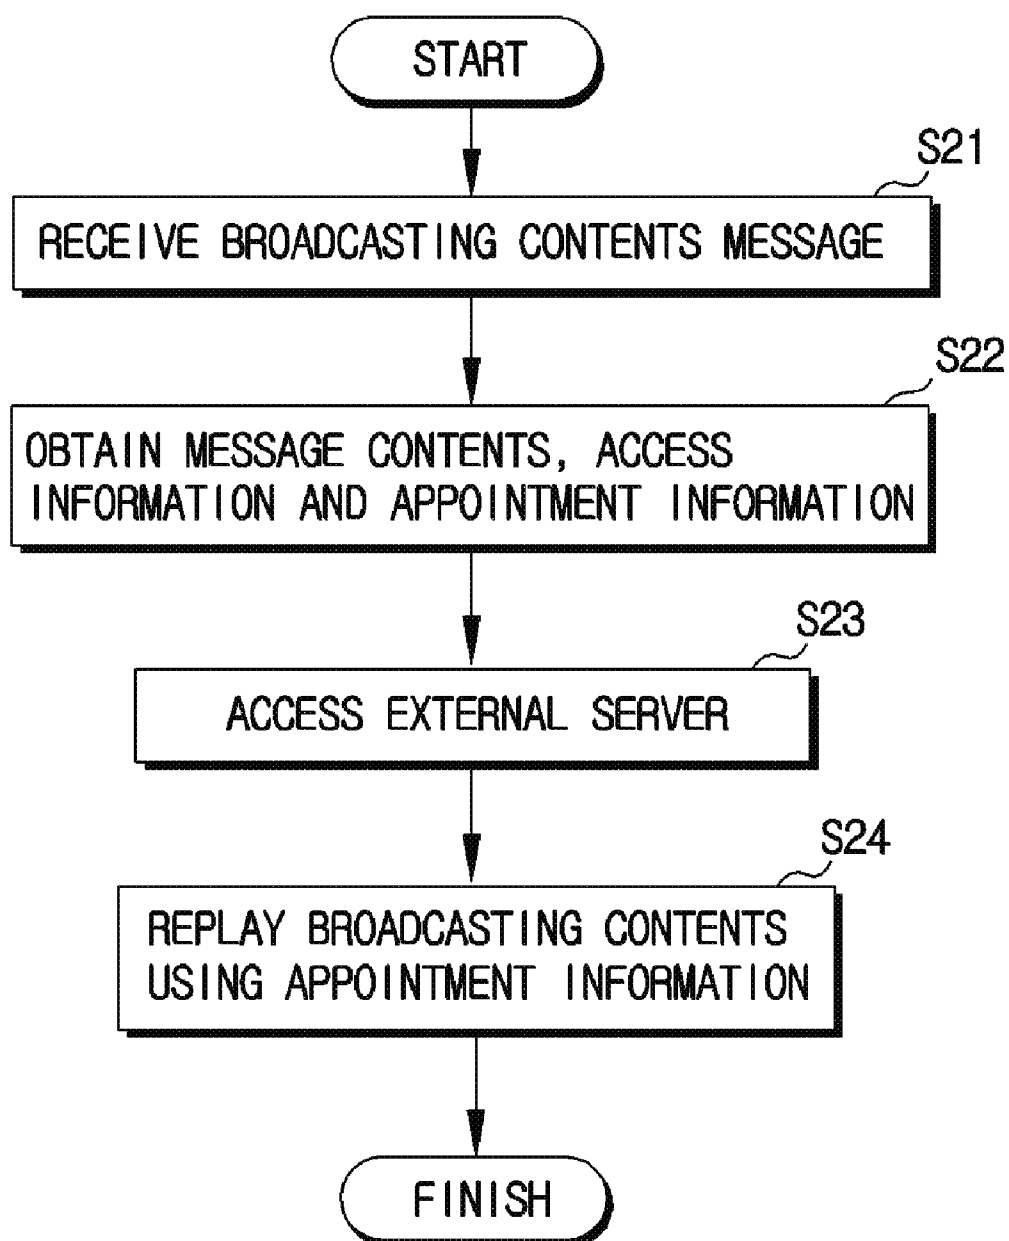 START
S21
RECEIVE BROADCASTING CONTENTS MESSAGE
S22
OBTAIN MESSAGE CONTENTS, ACCESS
INFORMATION AND APPOINTMENT INFORMATION
S23
ACCESS EXTERNAL SERVER
S24
REPLAY BROADCASTING CONTENTS
USING APPOINTMENT INFORMATION
FINISH